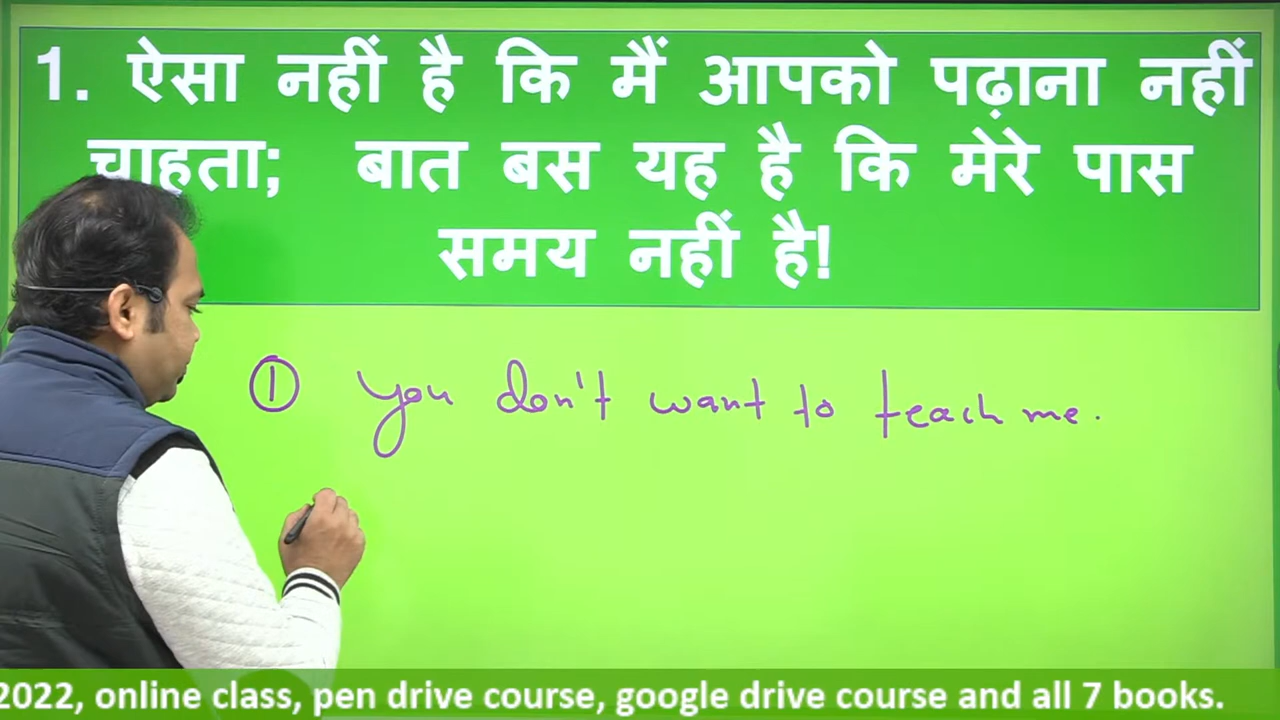 1. ऐसा नहीं है कि मैं आपको पढ़ाना नहीं
चाहता; बात बस यह है कि मेरे पास
समय नहीं है!
① You don't want to teach me.
2022, online class, pen drive course, google drive course and all 7 books.